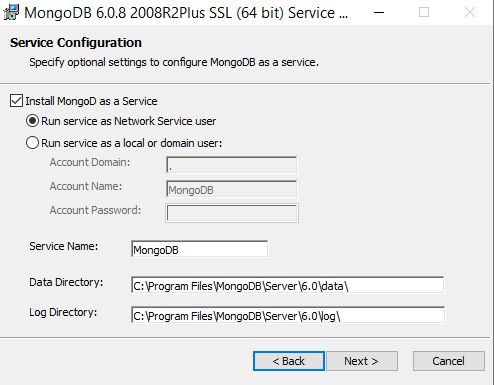 MongoDB 6.0.8 2008R2Plus SSL (64 bit) Service ...
Service Configuration
Specify optional settings to configure MongoDB as a service.
Install MongoD as a Service
Run service as Network Service user
Run service as a local or domain user:
Account Domain: .
Account Name: MongoDB
Account Password:
Service Name: MongoDB
Data Directory: C:\Program Files\MongoDB\Server\6.0\data\
Log Directory: C:\Program Files\MongoDB\Server\6.0\log\
< Back Next > Cancel